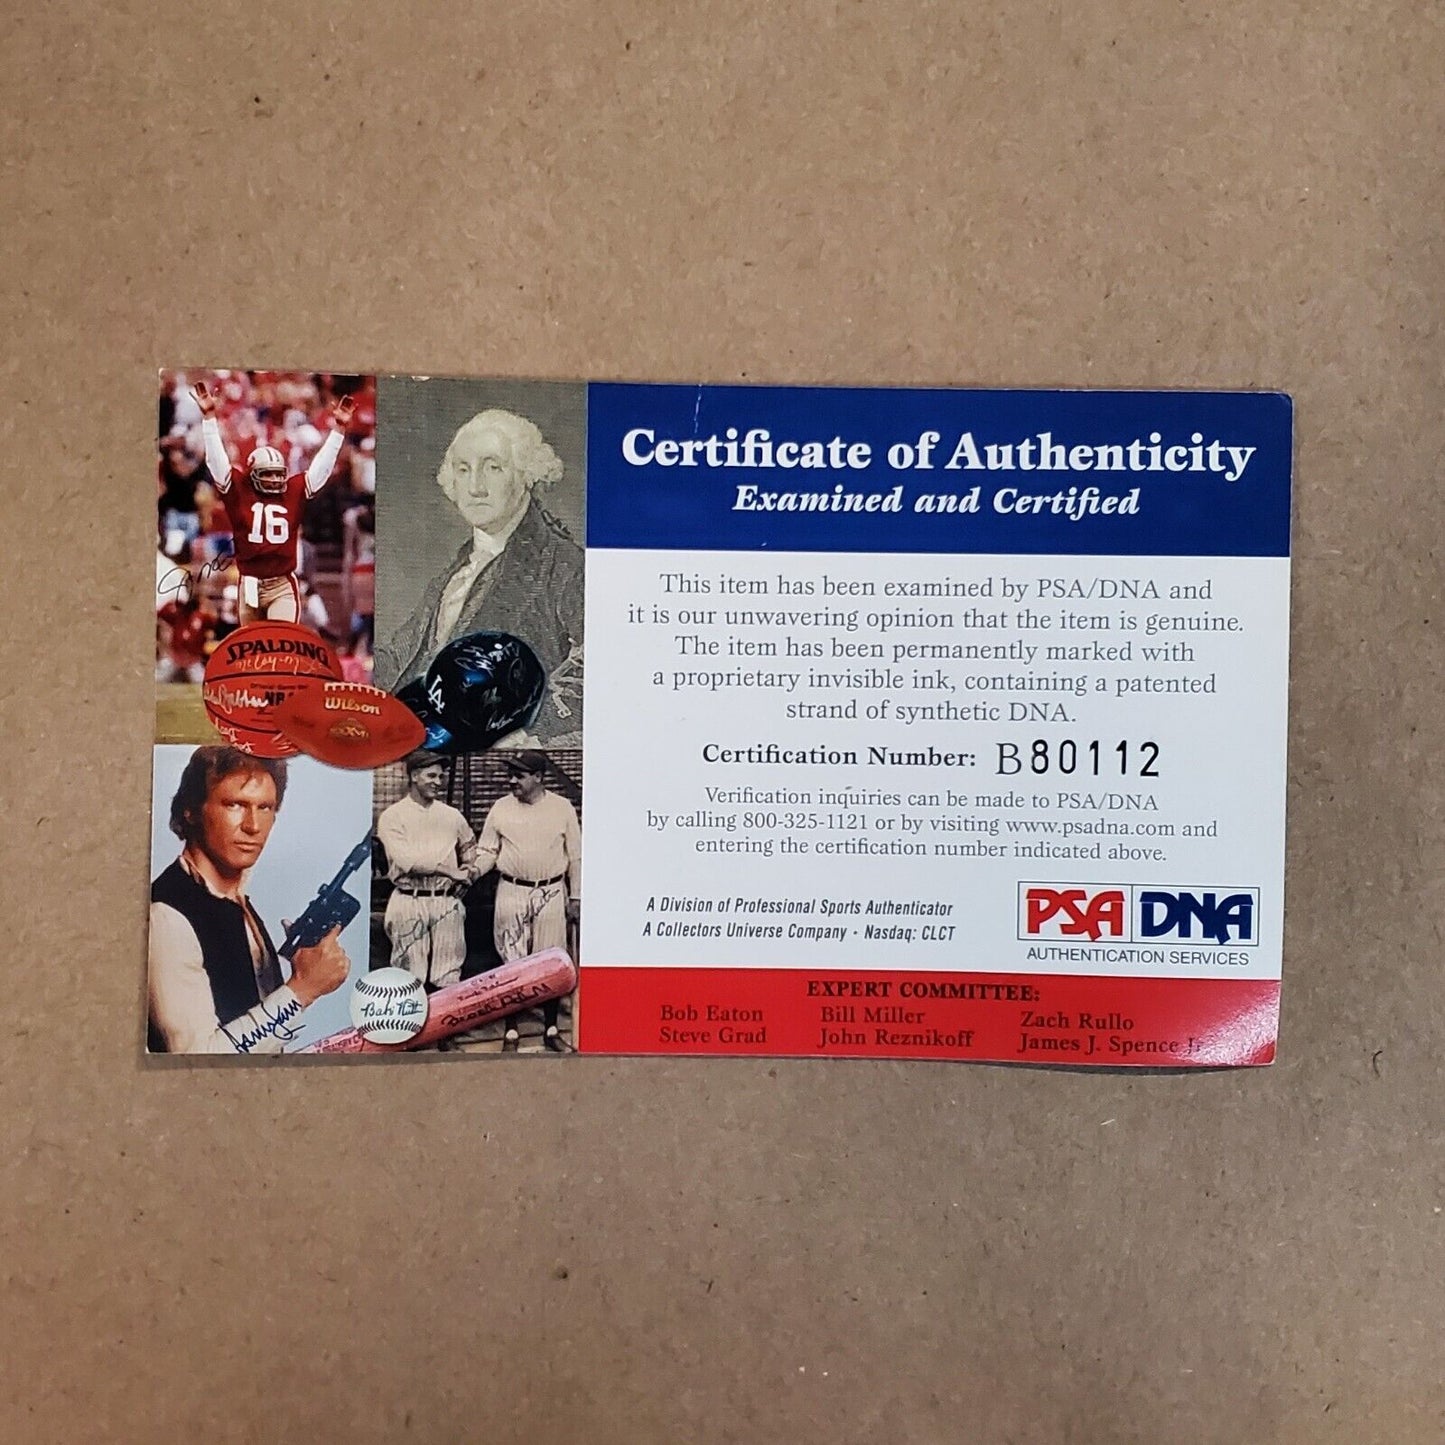 16
SPALDING
Wilson
LA
Babe Ruth
Certificate of Authenticity
Examined and Certified
This item has been examined by PSA/DNA and
it is our unwavering opinion that the item is genuine.
The item has been permanently marked with
a proprietary invisible ink, containing a patented
strand of synthetic DNA.
Certification Number: B80112
Verification inquiries can be made to PSA/DNA
by calling 800-325-1121 or by visiting www.psadna.com and
entering the certification number indicated above.
A Division of Professional Sports Authenticator
A Collectors Universe Company • Nasdaq: CLCT
PSA DNA
AUTHENTICATION SERVICES
EXPERT COMMITTEE:
Bob Eaton Bill Miller Zach Rullo
Steve Grad John Reznikoff James J. Spence Jr.